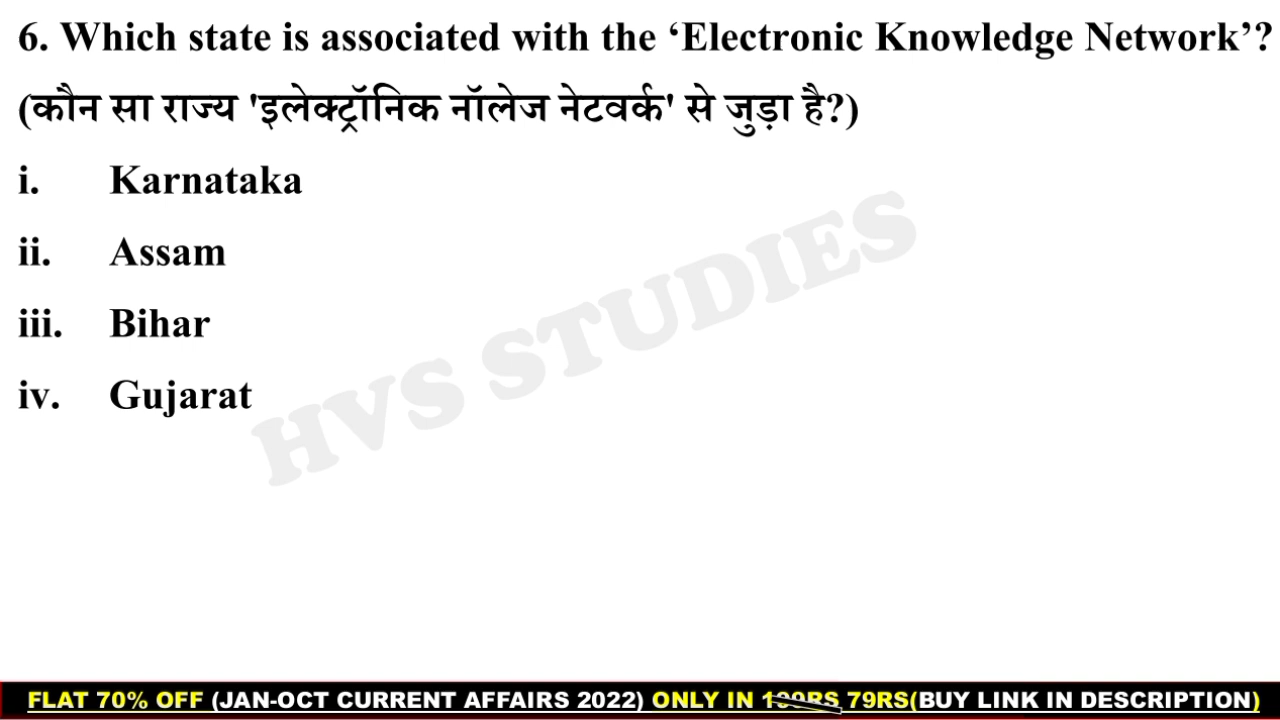 6. Which state is associated with the ‘Electronic Knowledge Network’?
(कौन सा राज्य 'इलेक्ट्रॉनिक नॉलेज नेटवर्क' से जुड़ा है?)
i. Karnataka
ii. Assam
iii. Bihar
iv. Gujarat
HVS STUDIES
FLAT 70% OFF (JAN-OCT CURRENT AFFAIRS 2022) ONLY IN 79RS(BUY LINK IN DESCRIPTION)